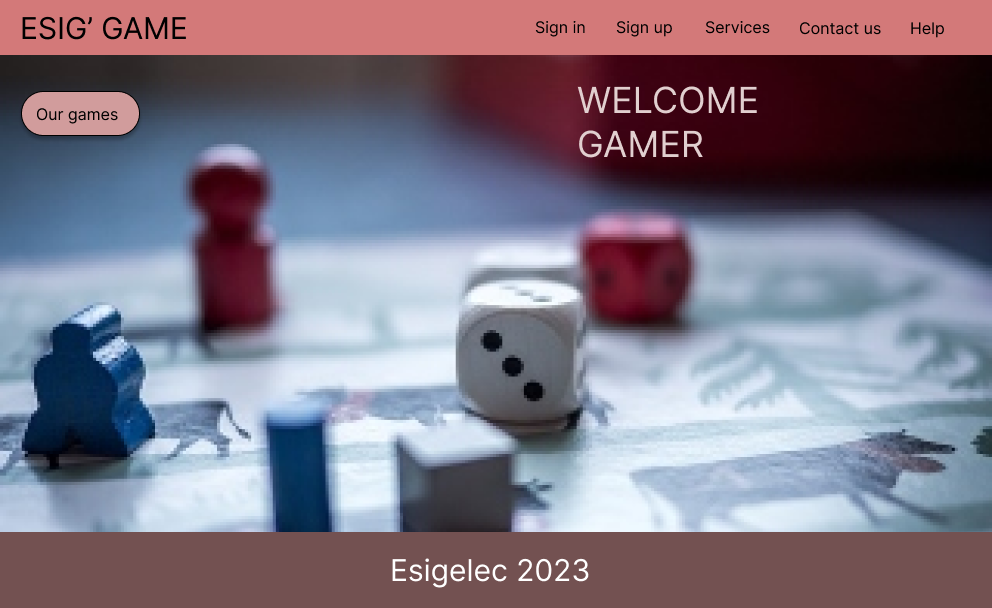 ESIG’ GAME
Sign in
Sign up
Services
Contact us
Help
Our games
WELCOME
GAMER
Esigelec 2023